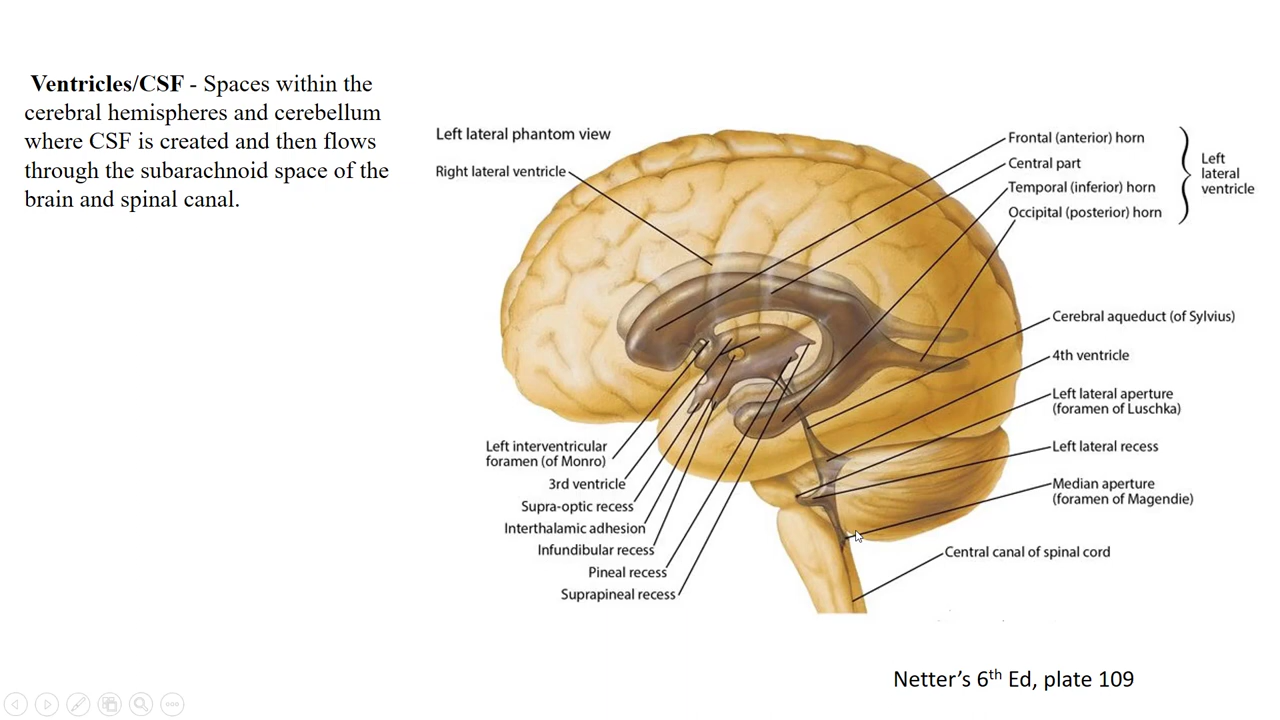 Ventricles/CSF - Spaces within the
cerebral hemispheres and cerebellum
where CSF is created and then flows
through the subarachnoid space of the
brain and spinal canal.
Left lateral phantom view
Right lateral ventricle
Frontal (anterior) horn
Central part
Temporal (inferior) horn
Occipital (posterior) horn
Left
lateral
ventricle
Cerebral aqueduct (of Sylvius)
4th ventricle
Left lateral aperture
(foramen of Luschka)
Left lateral recess
Median aperture
(foramen of Magendie)
Central canal of spinal cord
Left interventricular
foramen (of Monro)
3rd ventricle
Supra-optic recess
Interthalamic adhesion
Infundibular recess
Pineal recess
Suprapineal recess
Netter's 6th Ed, plate 109